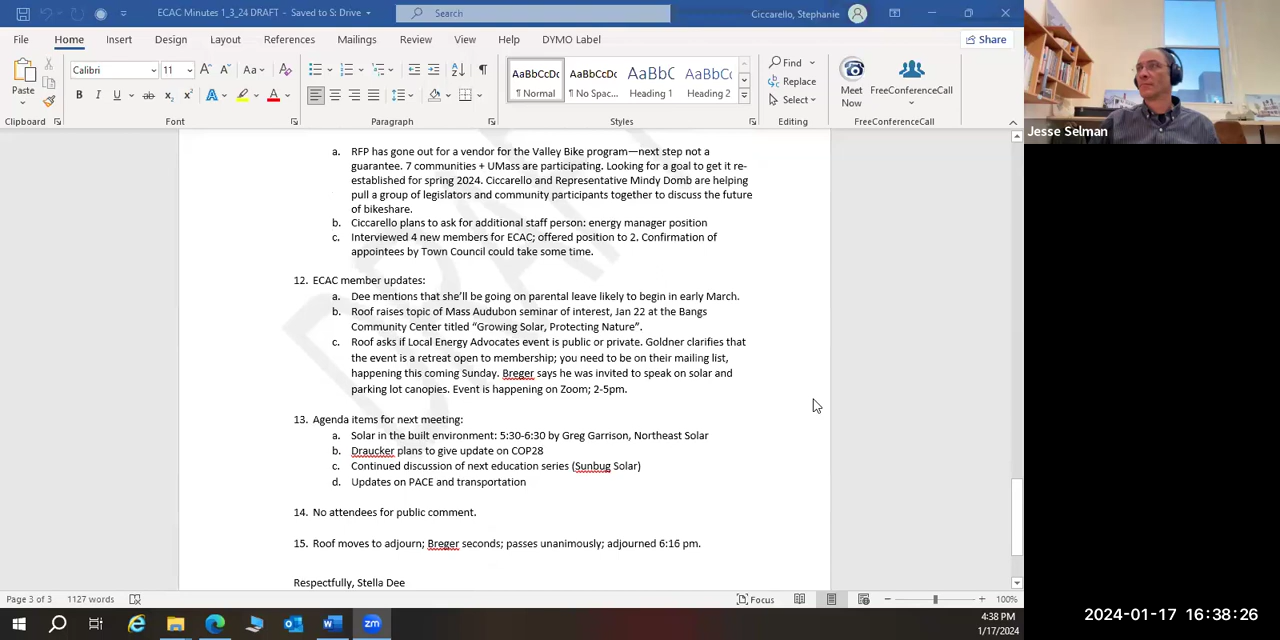 ECAC Minutes 1_3_24 DRAFT - Saved to S: Drive
Search
Ciccarello, Stephanie
File Home Insert Design Layout References Mailings Review View Help DYMO Label
Share
Paste
Calibri 11
Aa
B I U ab x₂ x² A A
AaBbCcDc AaBbCcDc AaBbC AaBbCc
¶ Normal ¶ No Spac... Heading 1 Heading 2
Find
Replace
Select
Meet Now
FreeConferenceCall
Clipboard Font Paragraph Styles Editing FreeConferenceCall
Jesse Selman
DRAFT
a. RFP has gone out for a vendor for the Valley Bike program—next step not a
guarantee. 7 communities + UMass are participating. Looking for a goal to get it re-
established for spring 2024. Ciccarello and Representative Mindy Domb are helping
pull a group of legislators and community participants together to discuss the future
of bikeshare.
b. Ciccarello plans to ask for additional staff person: energy manager position
c. Interviewed 4 new members for ECAC; offered position to 2. Confirmation of
appointees by Town Council could take some time.
12. ECAC member updates:
a. Dee mentions that she'll be going on parental leave likely to begin in early March.
b. Roof raises topic of Mass Audubon seminar of interest, Jan 22 at the Bangs
Community Center titled “Growing Solar, Protecting Nature”.
c. Roof asks if Local Energy Advocates event is public or private. Goldner clarifies that
the event is a retreat open to membership; you need to be on their mailing list,
happening this coming Sunday. Breger says he was invited to speak on solar and
parking lot canopies. Event is happening on Zoom; 2-5pm.
13. Agenda items for next meeting:
a. Solar in the built environment: 5:30-6:30 by Greg Garrison, Northeast Solar
b. Draucker plans to give update on COP28
c. Continued discussion of next education series (Sunbug Solar)
d. Updates on PACE and transportation
14. No attendees for public comment.
15. Roof moves to adjourn; Breger seconds; passes unanimously; adjourned 6:16 pm.
Respectfully, Stella Dee
Page 3 of 3 1127 words
Focus
100%
4:38 PM
1/17/2024
2024-01-17 16:38:26